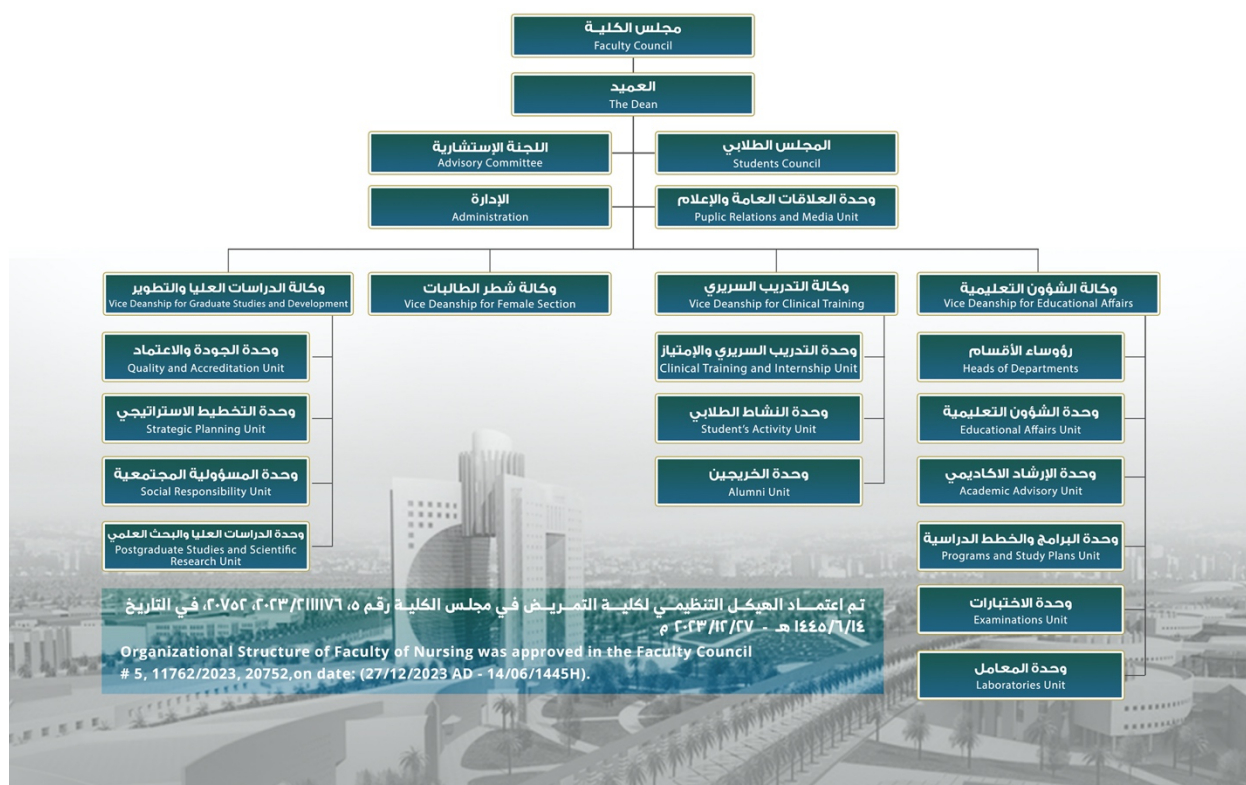 مجلس الكليـة
Faculty Council
العميد
The Dean
اللجنة الإستشارية
Advisory Committee
المجلس الطلابي
Students Council
الإدارة
Administration
وحدة العلاقات العامة والإعلام
Puplic Relations and Media Unit
وكالة الدراسات العليا والتطوير
Vice Deanship for Graduate Studies and Development
وكالة شطر الطالبات
Vice Deanship for Female Section
وكالة التدريب السريري
Vice Deanship for Clinical Training
وكالة الشؤون التعليمية
Vice Deanship for Educational Affairs
وحدة الجودة والاعتماد
Quality and Accreditation Unit
وحدة التخطيط الاستراتيجي
Strategic Planning Unit
وحدة المسؤولية المجتمعية
Social Responsibility Unit
وحدة الدراسات العليا والبحث العلمي
Postgraduate Studies and Scientific
Research Unit
وحدة التدريب السريري والإمتياز
Clinical Training and Internship Unit
وحدة النشاط الطلابي
Student’s Activity Unit
وحدة الخريجين
Alumni Unit
رؤوساء الأقسام
Heads of Departments
وحدة الشؤون التعليمية
Educational Affairs Unit
وحدة الإرشاد الاكاديمي
Academic Advisory Unit
وحدة البرامج والخطط الدراسية
Programs and Study Plans Unit
وحدة الاختبارات
Examinations Unit
وحدة المعامل
Laboratories Unit
تم اعتمــاد الهيكـل التنظيمـي لكليـة التمـريـض في مجلس الكليـة رقم ٥، ٢٠٢٣/٢١١١١٧٦، ٢٠٧٥٢، في التاريخ
١٤٤٥/٦/١٤ هـ - ٢٠٢٣/١٢/٢٧ م
Organizational Structure of Faculty of Nursing was approved in the Faculty Council
# 5, 11762/2023, 20752,on date: (27/12/2023 AD - 14/06/1445H).